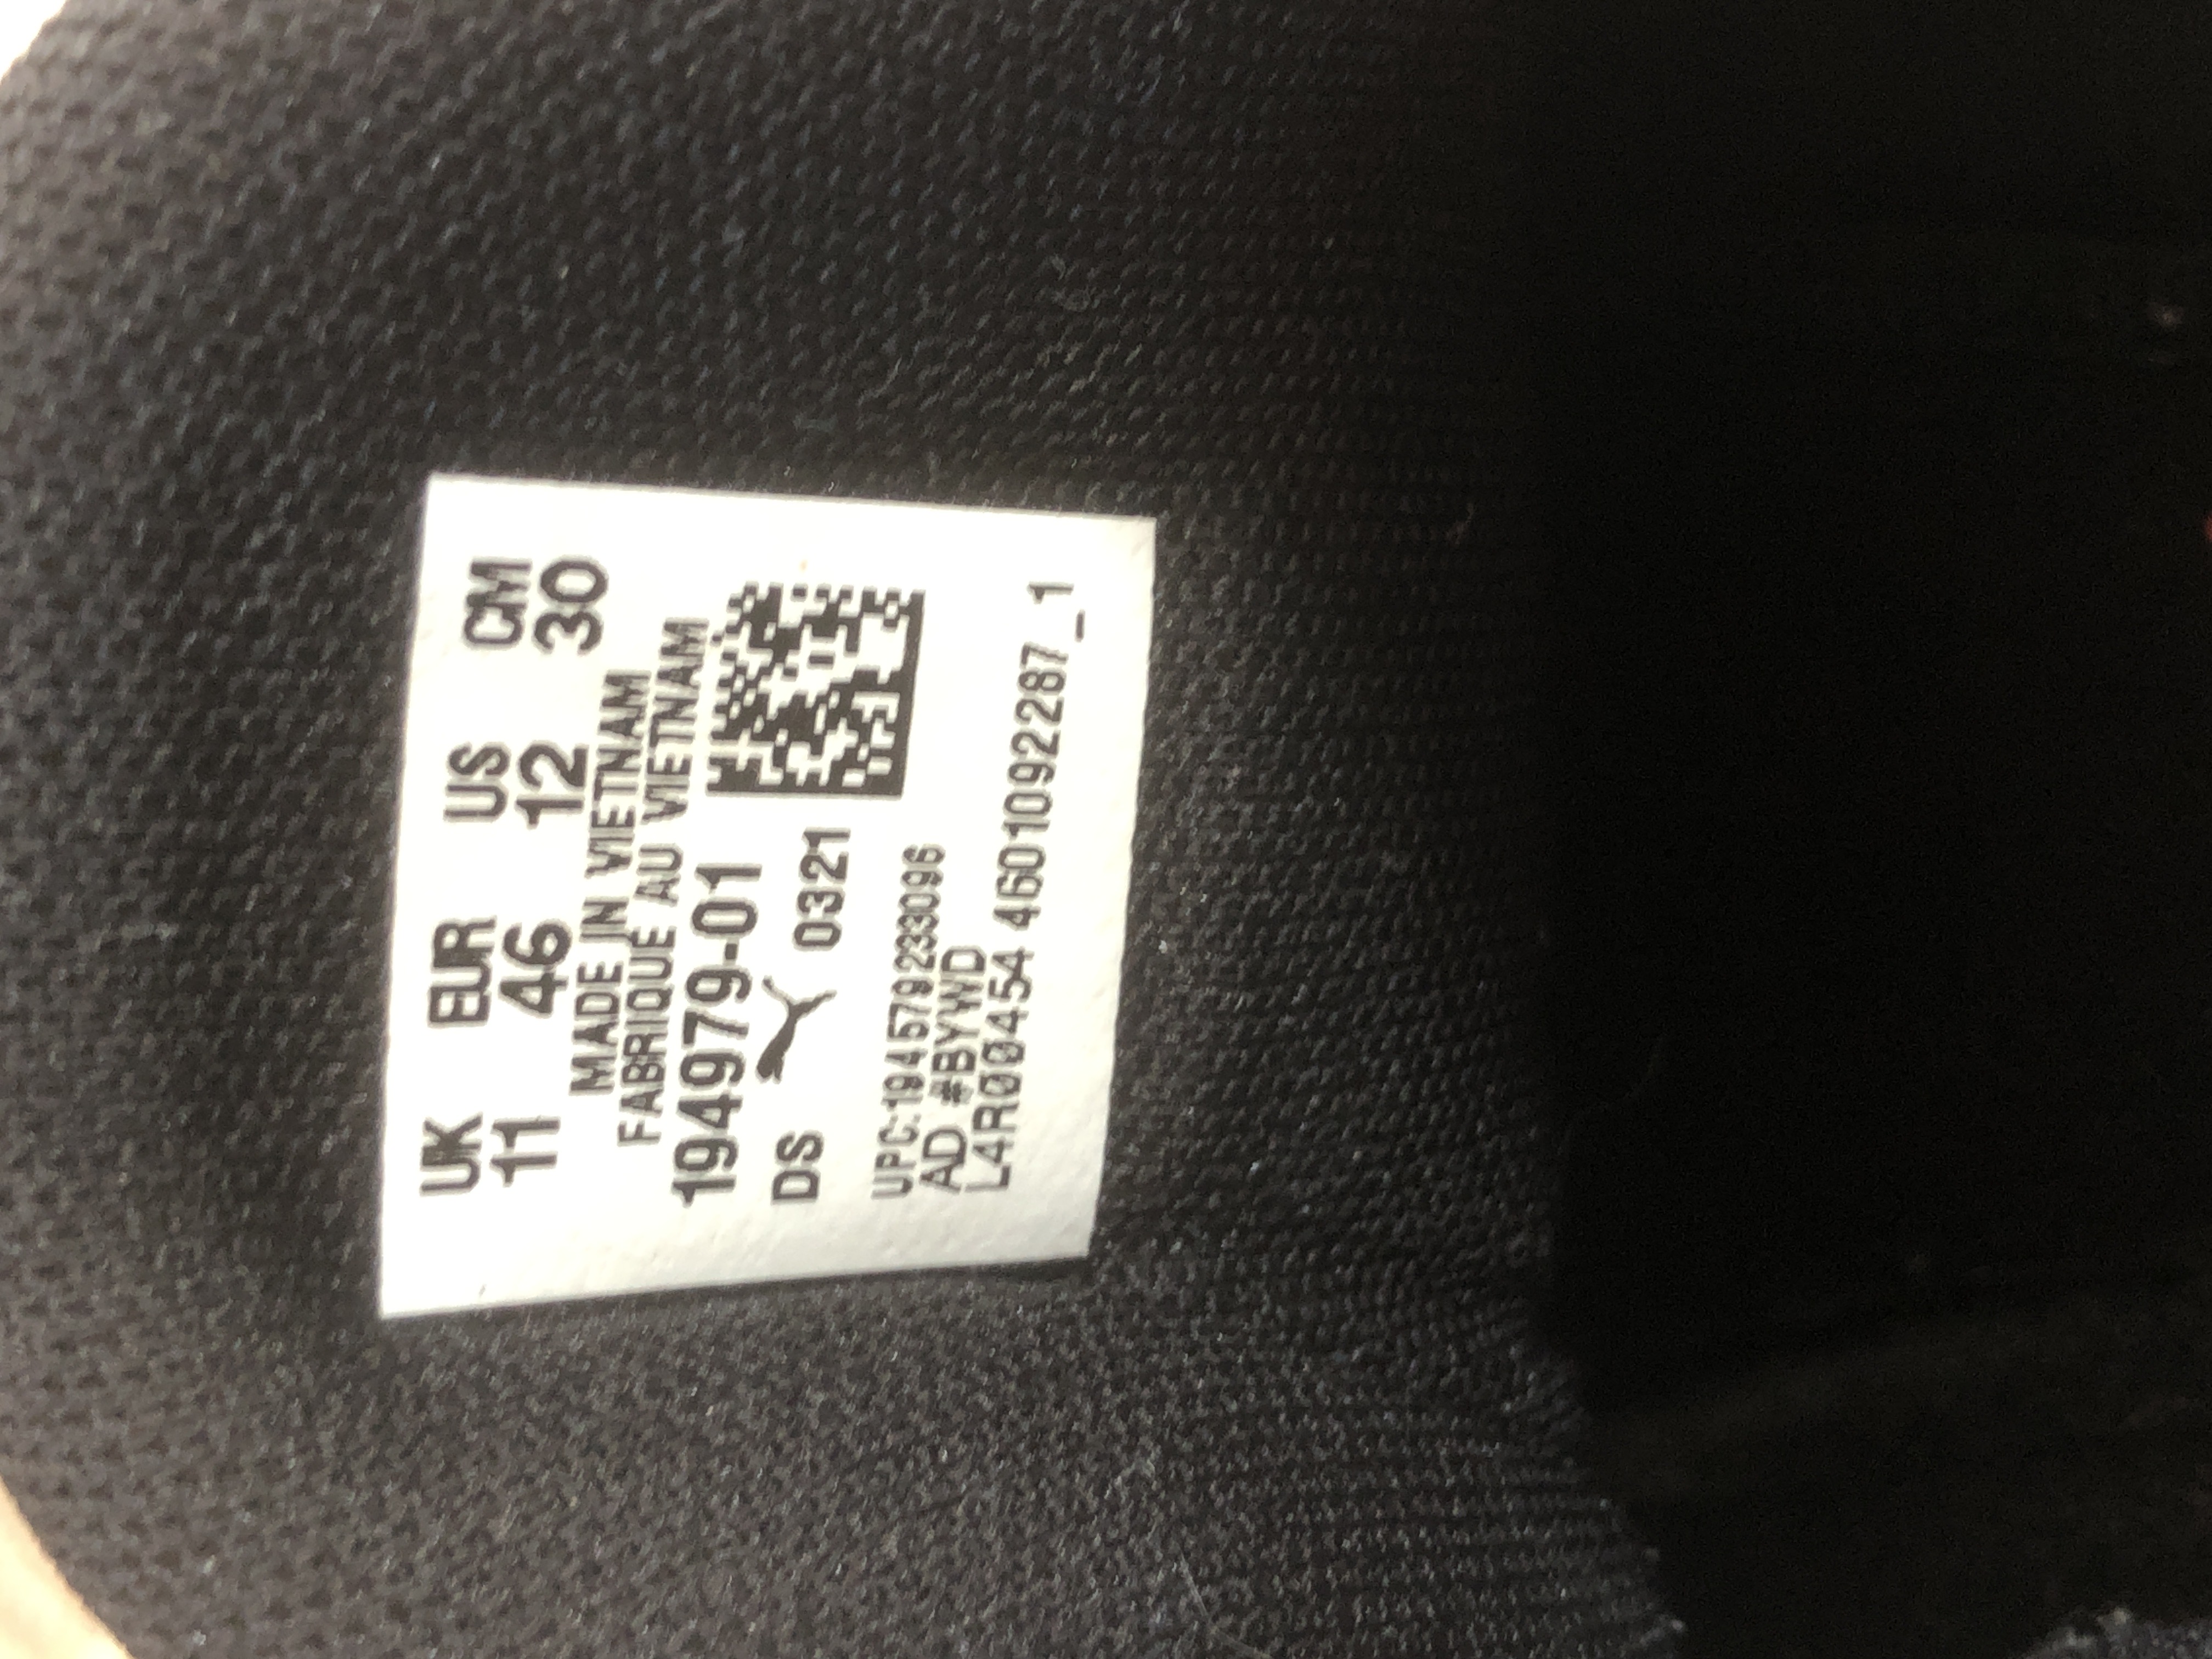 UK EUR US CM
11 46 12 30
MADE IN VIETNAM
FABRIQUÉ AU VIETNAM
194979-01
DS 0321
UPC:194579233096
AD #BYWD
L4R00454 4601092287_1